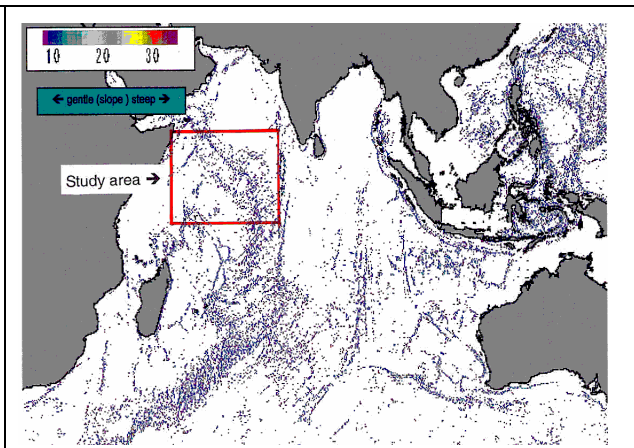 10 20 30
← gentle (slope ) steep →
Study area →